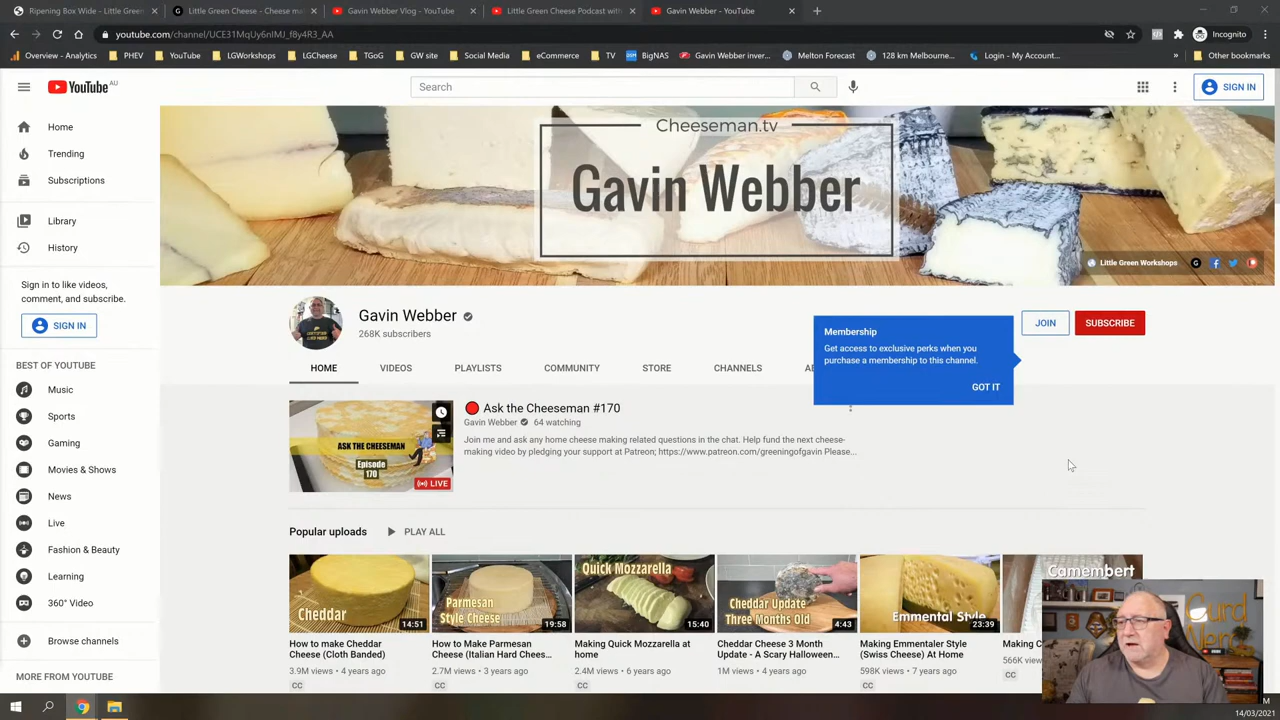 Ripening Box Wide - Little Green
Little Green Cheese - Cheese ma
Gavin Webber Vlog - YouTube
Little Green Cheese Podcast with
Gavin Webber - YouTube
youtube.com/channel/UCE31YMqUy6nIMJ_f8y4R3_AA
Incognito
Overview – Analytics
PHEV
YouTube
LGWorkshops
LGCheese
TGoG
GW site
Social Media
eCommerce
TV
BigNAS
Gavin Webber inver...
Melton Forecast
128 km Melbourne...
Login - My Account...
Other bookmarks
YouTube AU
Search
SIGN IN
Home
Trending
Subscriptions
Library
History
Sign in to like videos,
comment, and subscribe.
SIGN IN
BEST OF YOUTUBE
Music
Sports
Gaming
Movies & Shows
News
Live
Fashion & Beauty
Learning
360° Video
Browse channels
MORE FROM YOUTUBE
Cheeseman.tv
Gavin Webber
Little Green Workshops
Gavin Webber
268K subscribers
Membership
Get access to exclusive perks when you
purchase a membership to this channel.
GOT IT
JOIN
SUBSCRIBE
HOME
VIDEOS
PLAYLISTS
COMMUNITY
STORE
CHANNELS
ASK THE CHEESEMAN
Episode
170
LIVE
Ask the Cheeseman #170
Gavin Webber
64 watching
Join me and ask any home cheese making related questions in the chat. Help fund the next cheese-
making video by pledging your support at Patreon; https://www.patreon.com/greeningofgavin Please...
Popular uploads
PLAY ALL
Cheddar
14:51
How to make Cheddar
Cheese (Cloth Banded)
3.9M views • 4 years ago
CC
Parmesan
Style Cheese
19:58
How to Make Parmesan
Cheese (Italian Hard Chees...
2.7M views • 3 years ago
CC
Quick Mozzarella
15:40
Making Quick Mozzarella at
home
2.4M views • 6 years ago
CC
Cheddar Update
Three Months Old
4:43
Cheddar Cheese 3 Month
Update - A Scary Halloween...
1M views • 4 years ago
Emmental Style
23:39
Making Emmentaler Style
(Swiss Cheese) At Home
598K views • 7 years ago
CC
Camembert
Making C
566K
CC
Curd
Nerd
M
14/03/2021